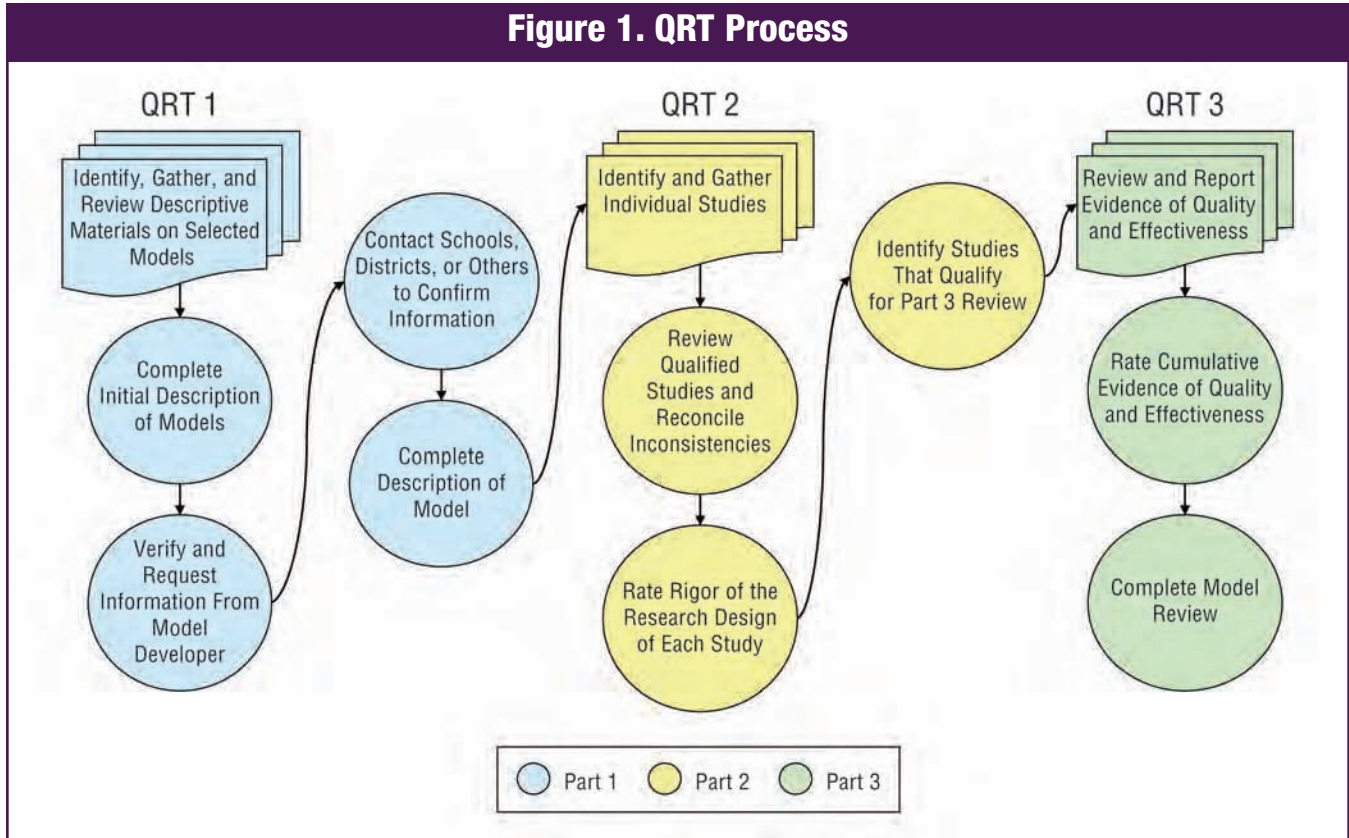 Figure 1. QRT Process
QRT 1
Identify, Gather, and
Review Descriptive
Materials on Selected
Models
Complete
Initial Description
of Models
Verify and
Request
Information From
Model
Developer
Contact Schools,
Districts, or Others
to Confirm
Information
Complete
Description of
Model
QRT 2
Identify and Gather
Individual Studies
Review
Qualified
Studies and
Reconcile
Inconsistencies
Rate Rigor of the
Research Design
of Each Study
Identify Studies
That Qualify
for Part 3 Review
QRT 3
Review and Report
Evidence of Quality
and Effectiveness
Rate Cumulative
Evidence of Quality
and Effectiveness
Complete Model
Review
Part 1
Part 2
Part 3